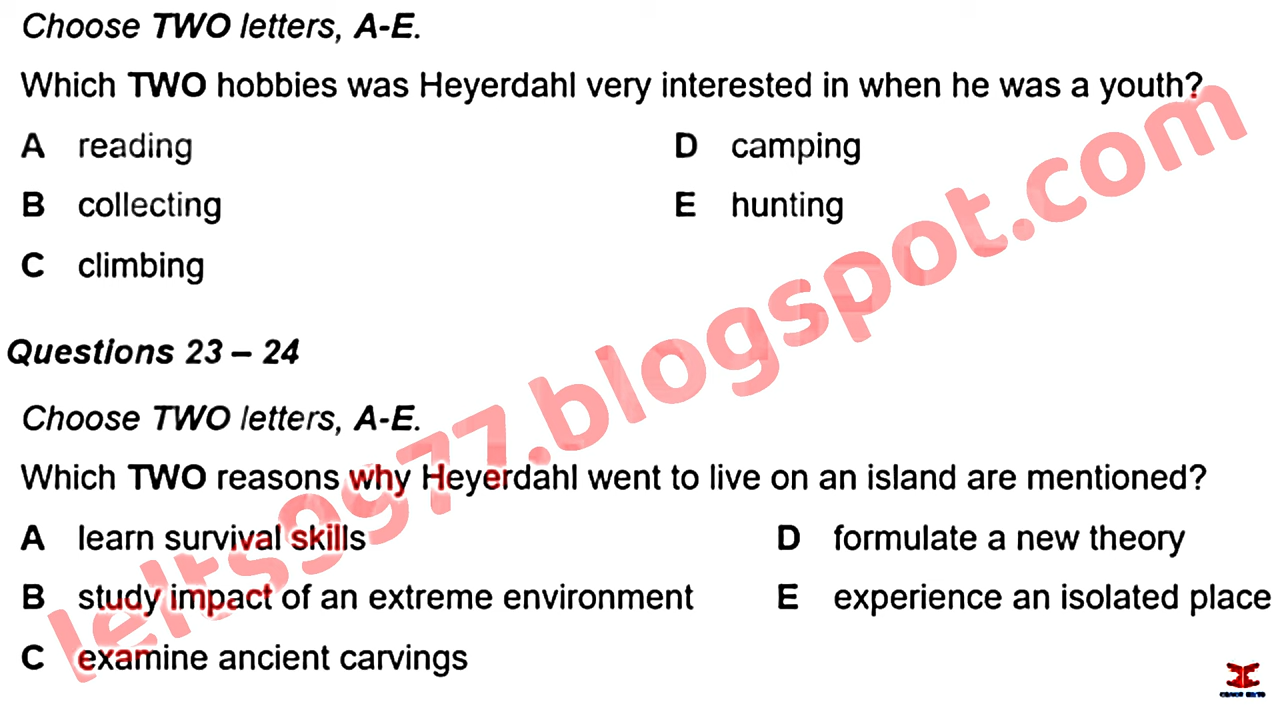 Choose TWO letters, A-E.
Which TWO hobbies was Heyerdahl very interested in when he was a youth?
A reading
D camping
B collecting
E hunting
C climbing
Questions 23 – 24
Choose TWO letters, A-E.
Which TWO reasons why Heyerdahl went to live on an island are mentioned?
A learn survival skills
D formulate a new theory
B study impact of an extreme environment
E experience an isolated place
C examine ancient carvings
Ielts9977.blogspot.com